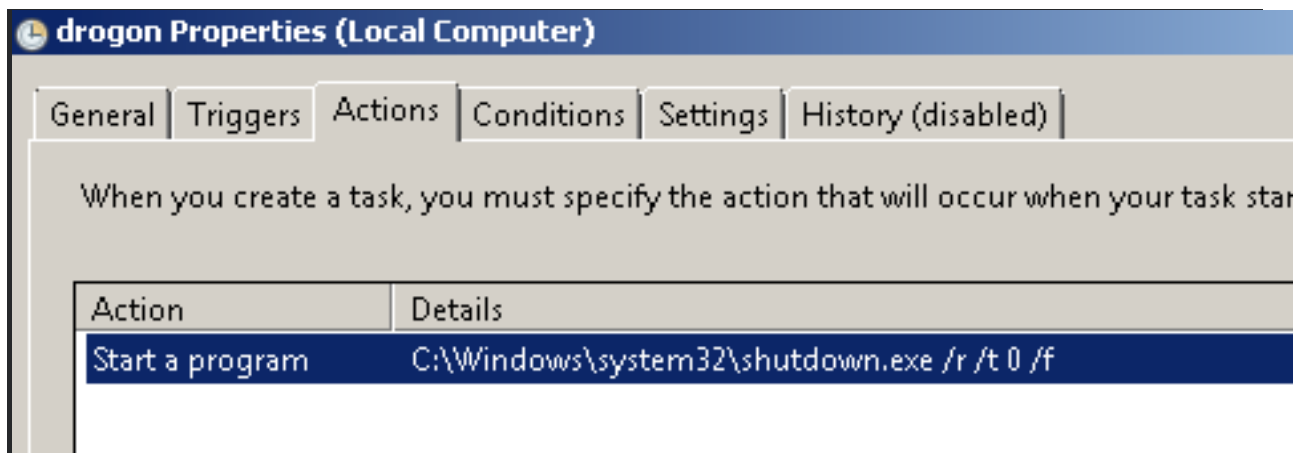 drogon Properties (Local Computer)
General Triggers Actions Conditions Settings History (disabled)
When you create a task, you must specify the action that will occur when your task star
Action Details
Start a program C:\Windows\system32\shutdown.exe /r /t 0 /f